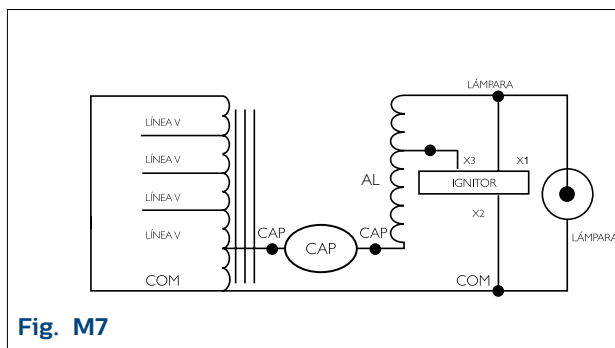 LÁMPARA
LÍNEA V
LÍNEA V
LÍNEA V
LÍNEA V
X3
X1
AL
IGNITOR
X2
CAP
CAP
CAP
LÁMPARA
COM
COM
Fig. M7